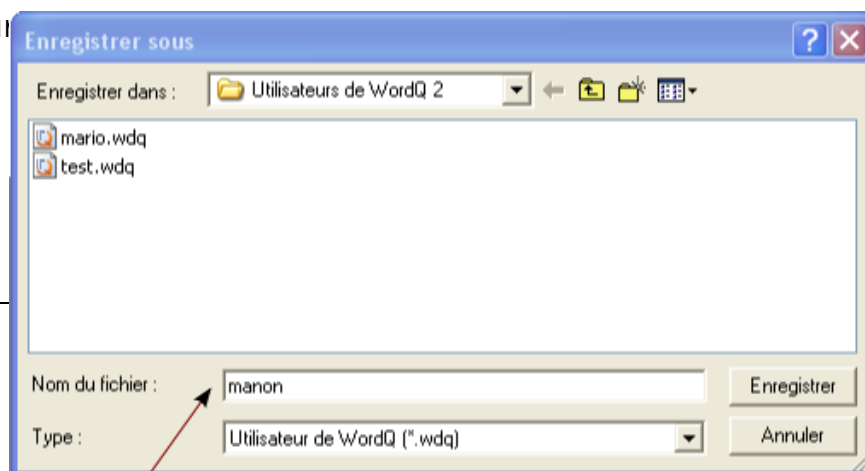 Enregistrer sous
Enregistrer dans : Utilisateurs de WordQ 2
mario.wdq
test.wdq
Nom du fichier : manon Enregistrer
Type : Utilisateur de WordQ (*.wdq) Annuler